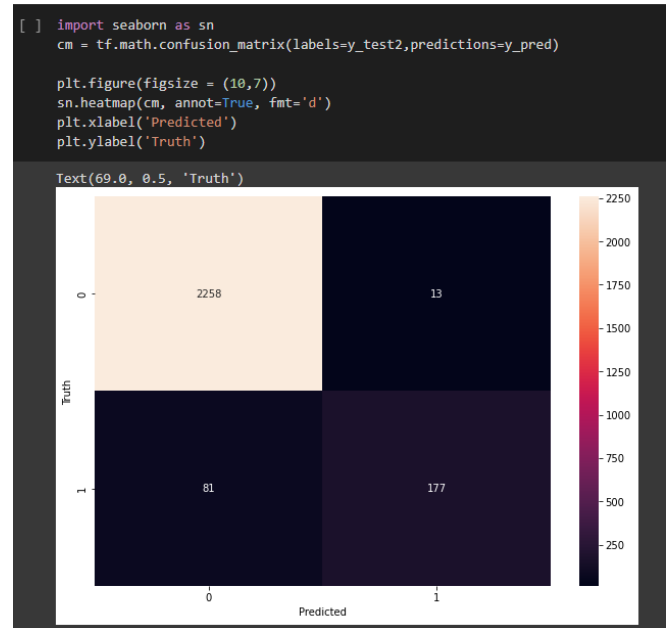 [ ] import seaborn as sn
cm = tf.math.confusion_matrix(labels=y_test2,predictions=y_pred)
plt.figure(figsize = (10,7))
sn.heatmap(cm, annot=True, fmt='d')
plt.xlabel('Predicted')
plt.ylabel('Truth')
Text(69.0, 0.5, 'Truth')
2258
13
81
177
0
1
Truth
0
1
Predicted
2250
2000
1750
1500
1250
1000
750
500
250